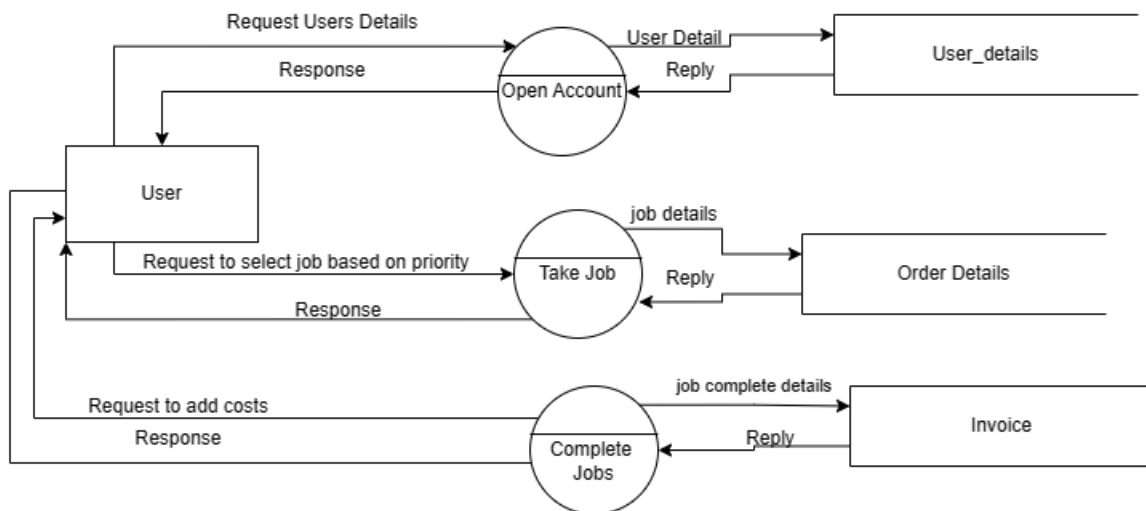 Request Users Details
User Detail
User_details
Response
Reply
Open Account
User
job details
Request to select job based on priority
Take Job
Reply
Order Details
Response
job complete details
Request to add costs
Invoice
Response
Reply
Complete
Jobs